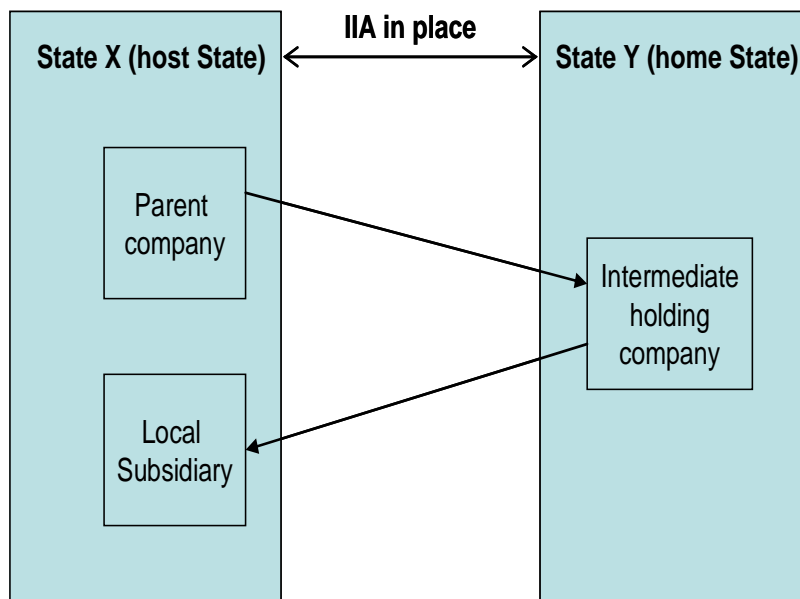 IIA in place
State X (host State)
State Y (home State)
Parent
company
Intermediate
holding
company
Local
Subsidiary